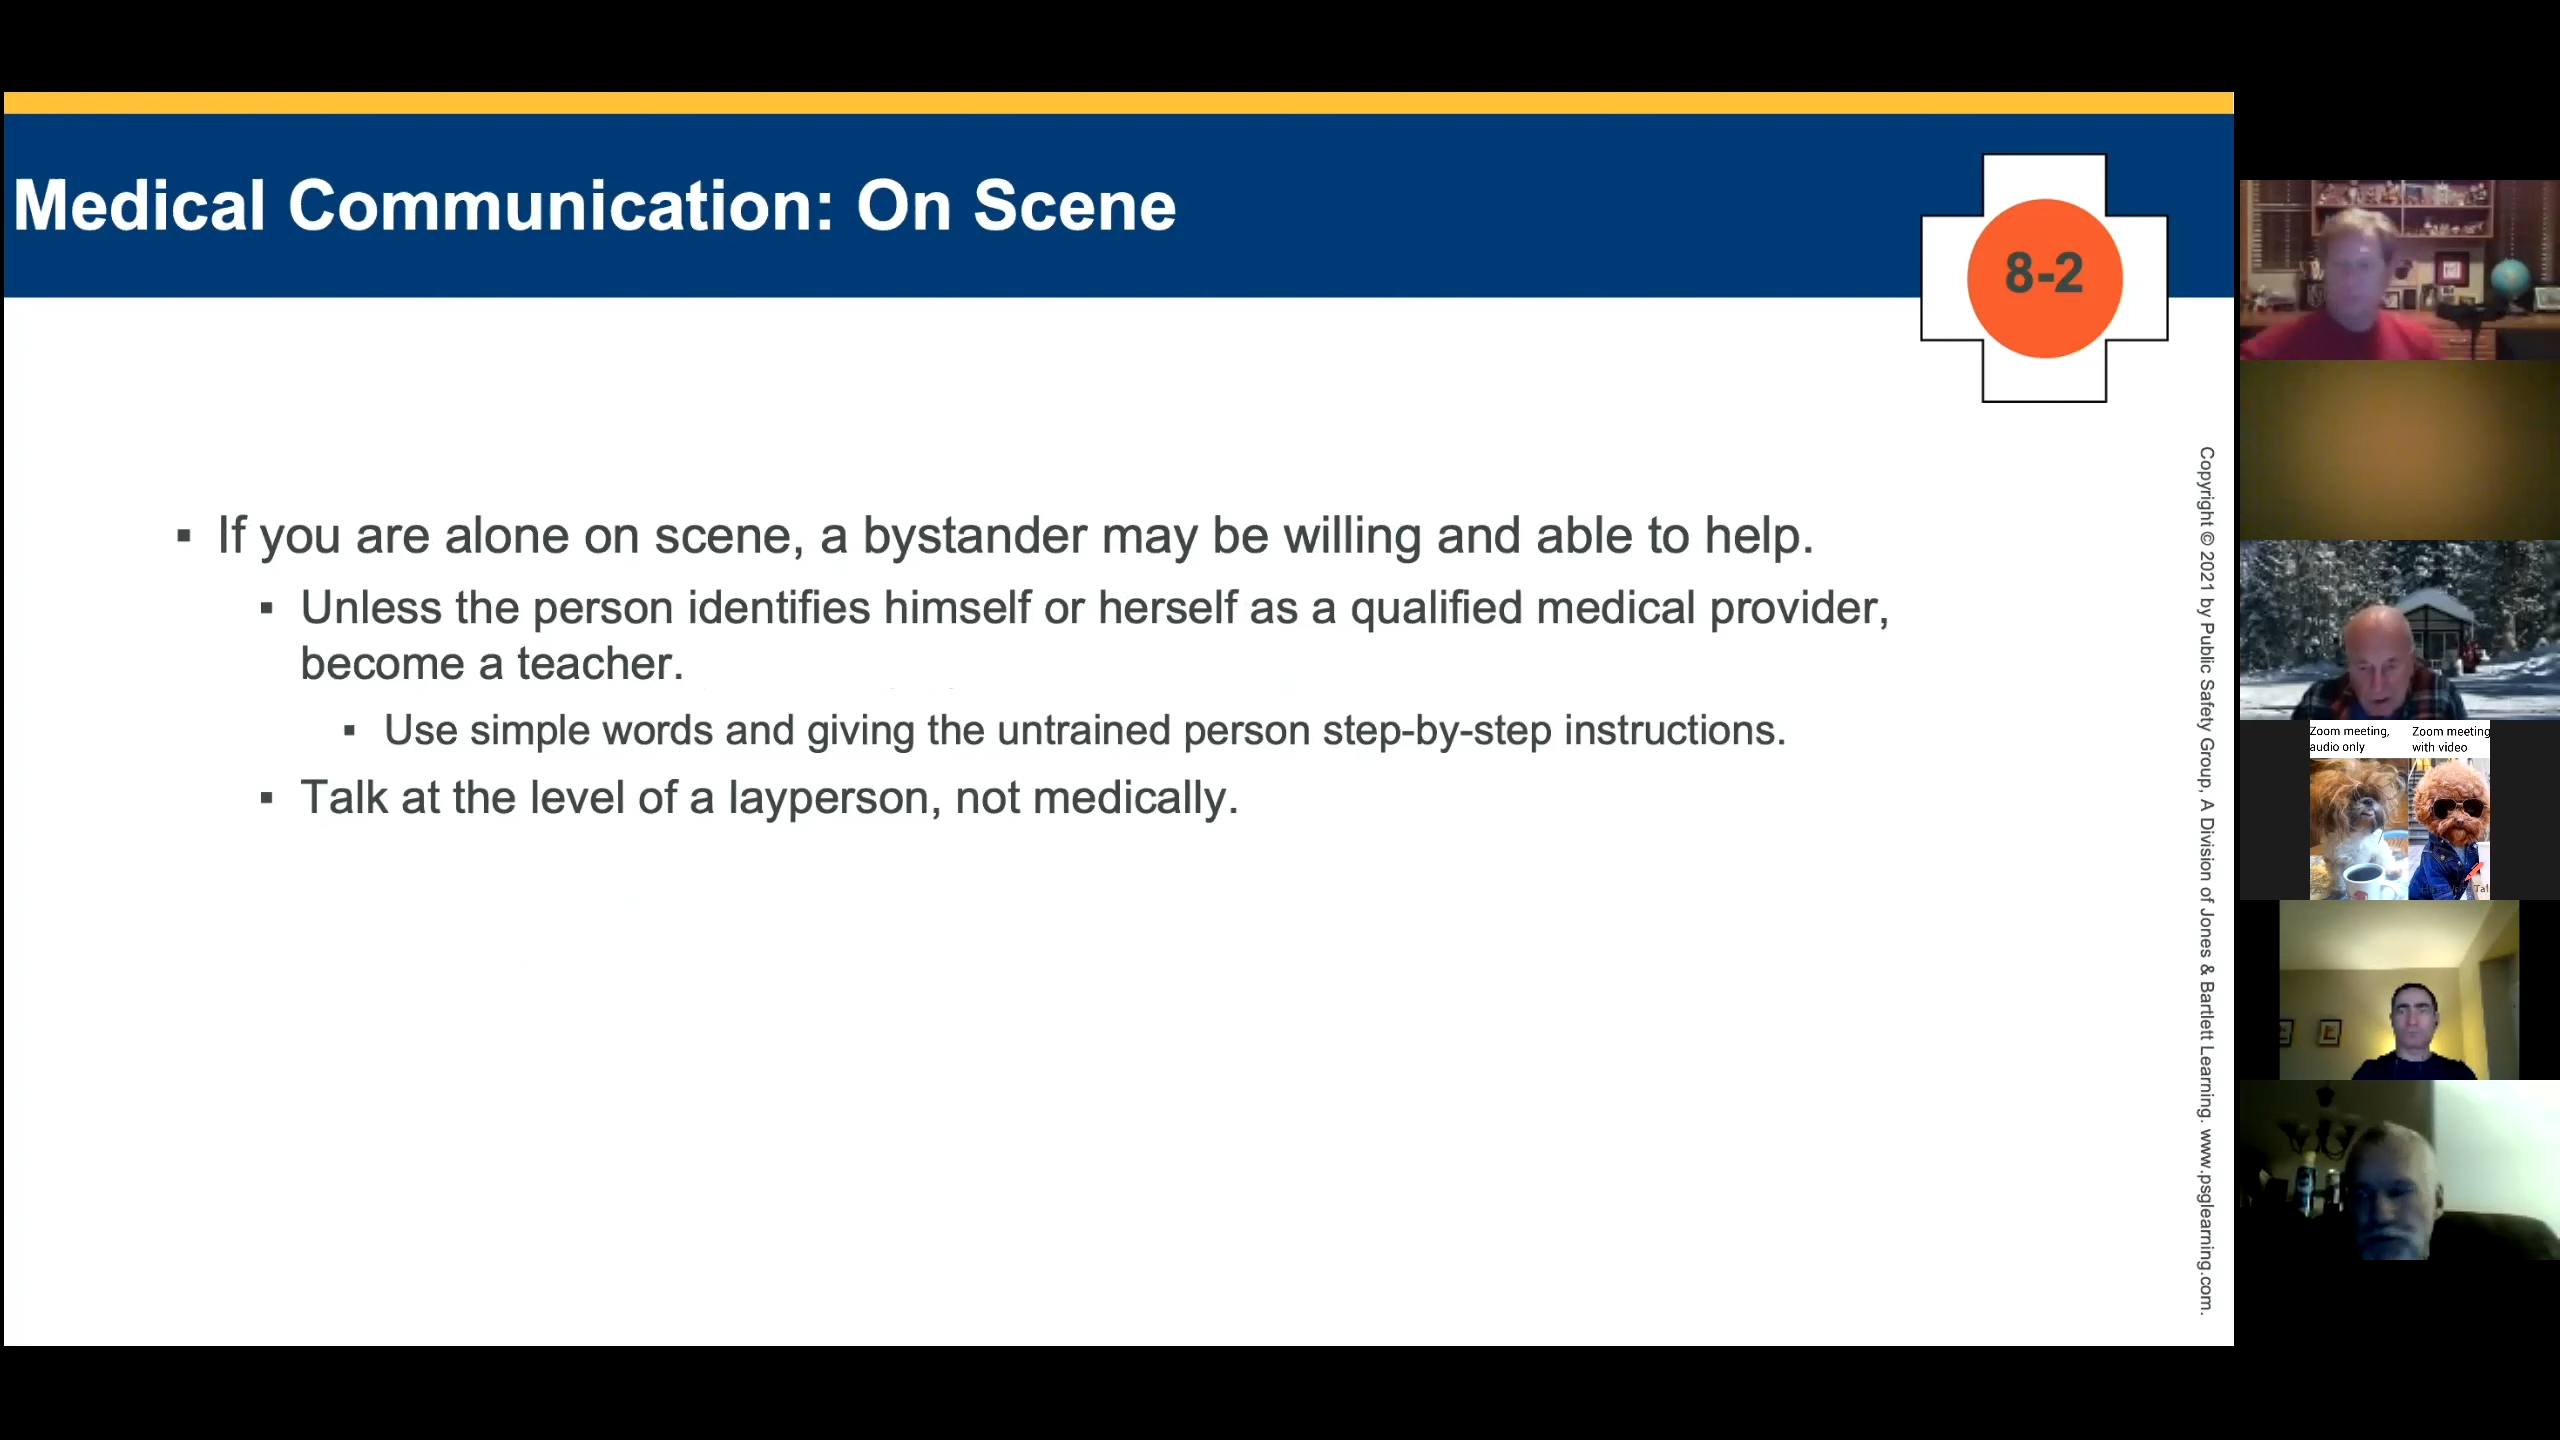 Medical Communication: On Scene
8-2
▪ If you are alone on scene, a bystander may be willing and able to help.
▪ Unless the person identifies himself or herself as a qualified medical provider,
become a teacher.
▪ Use simple words and giving the untrained person step-by-step instructions.
▪ Talk at the level of a layperson, not medically.
Copyright © 2021 by Public Safety Group, A Division of Jones & Bartlett Learning. www.psglearning.com.
Zoom meeting,
audio only
Zoom meeting
with video